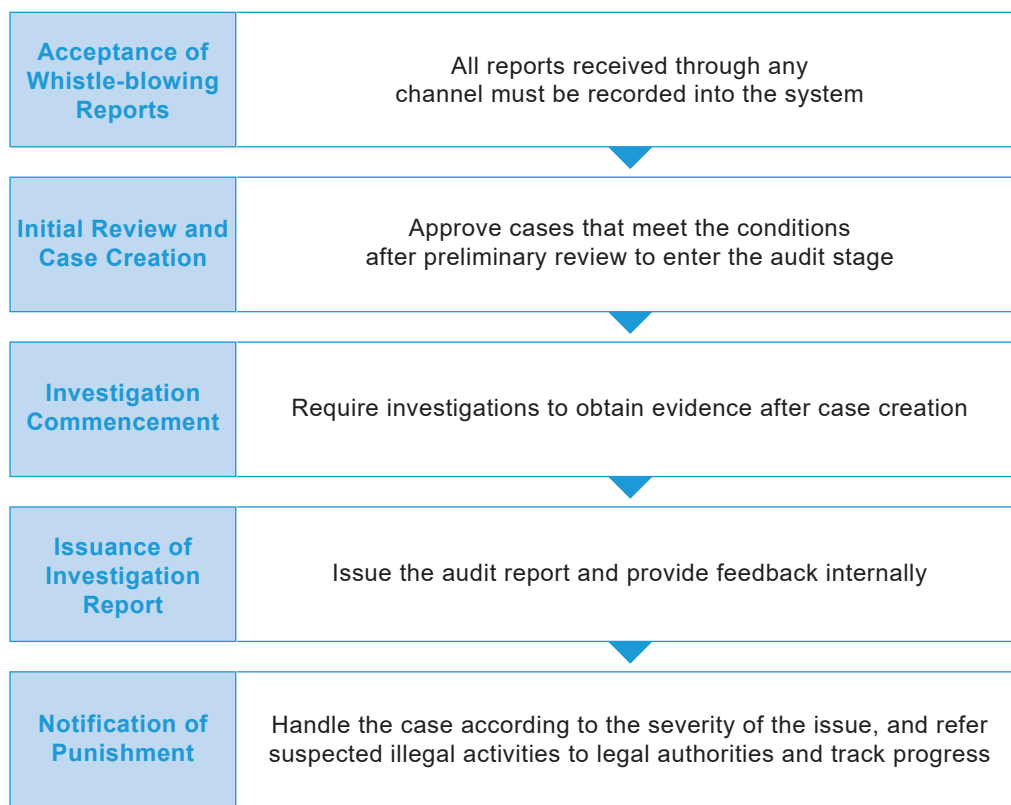 Acceptance of
Whistle-blowing
Reports
All reports received through any
channel must be recorded into the system
Initial Review and
Case Creation
Approve cases that meet the conditions
after preliminary review to enter the audit stage
Investigation
Commencement
Require investigations to obtain evidence after case creation
Issuance of
Investigation
Report
Issue the audit report and provide feedback internally
Notification of
Punishment
Handle the case according to the severity of the issue, and refer
suspected illegal activities to legal authorities and track progress